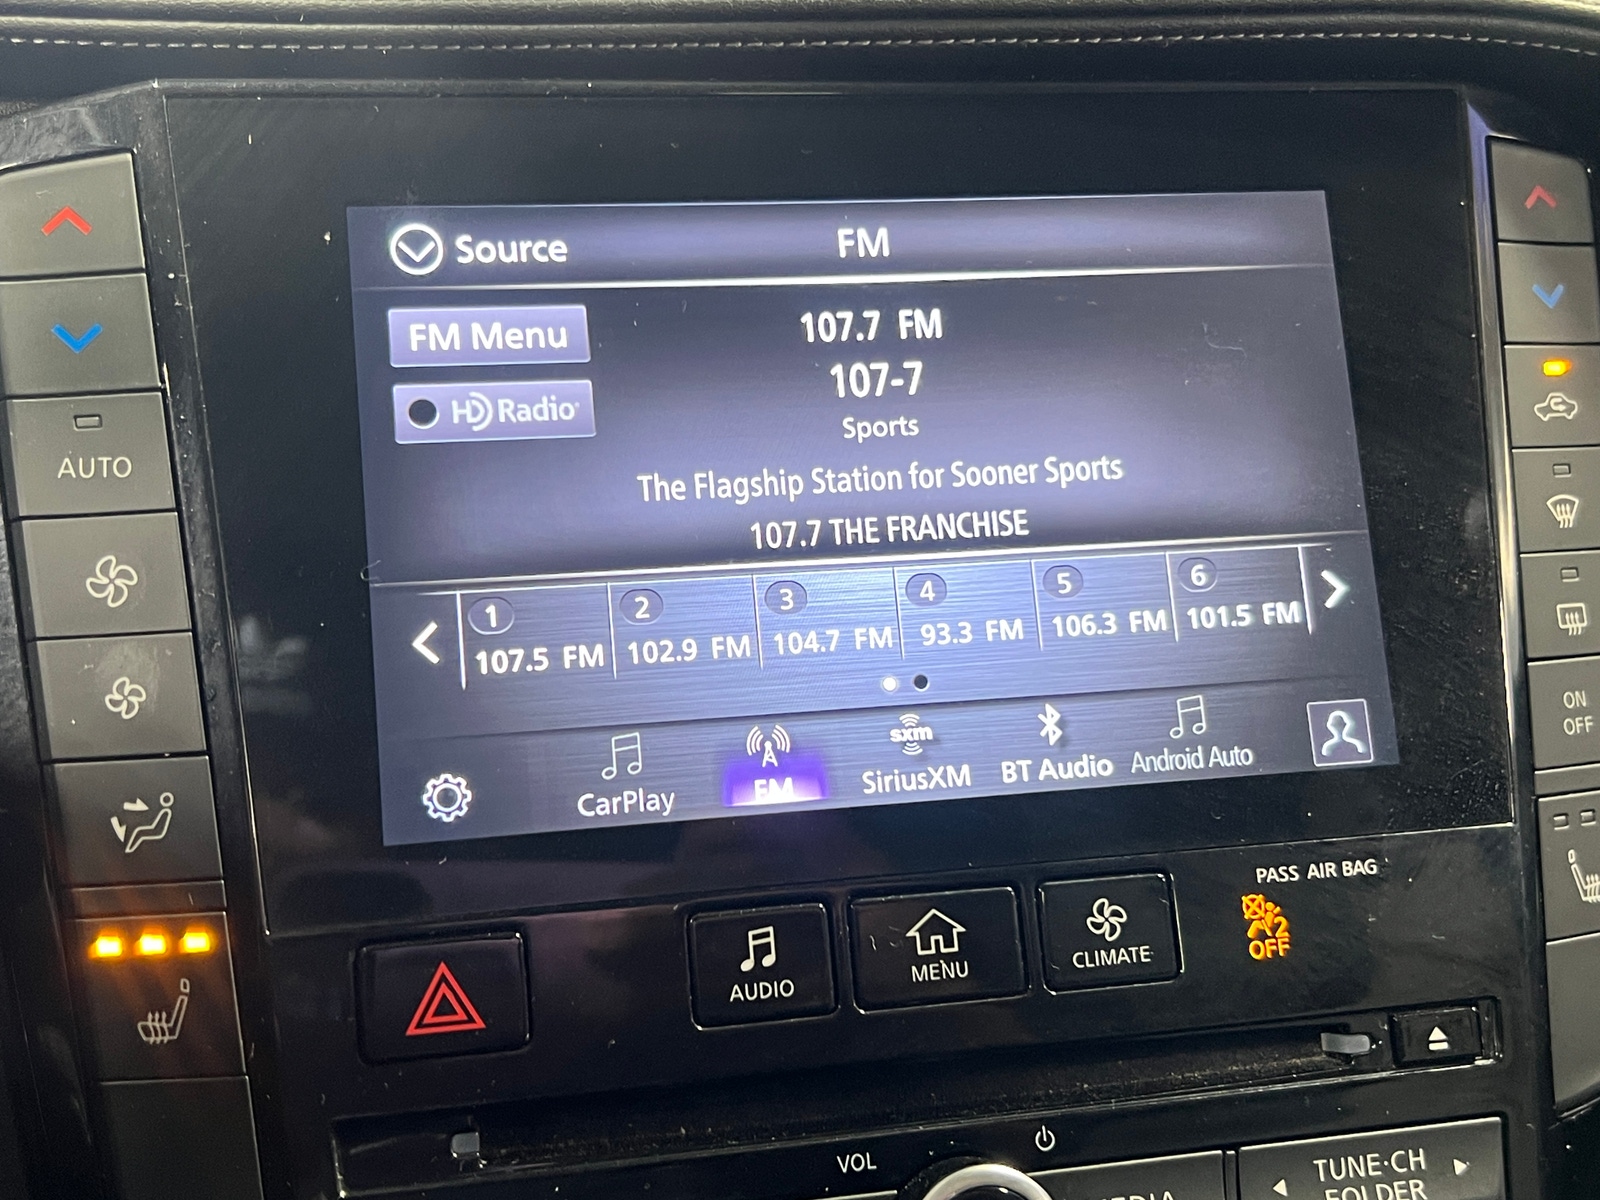 Source
FM
FM Menu
107.7 FM
107-7
HD Radio
Sports
The Flagship Station for Sooner Sports
107.7 THE FRANCHISE
1
2
3
4
5
6
107.5 FM
102.9 FM
104.7 FM
93.3 FM
106.3 FM
101.5 FM
CarPlay
FM
sxm
SiriusXM
BT Audio
Android Auto
AUTO
ON
OFF
PASS AIR BAG
2
OFF
AUDIO
MENU
CLIMATE
VOL
TUNE·CH
FOLDER